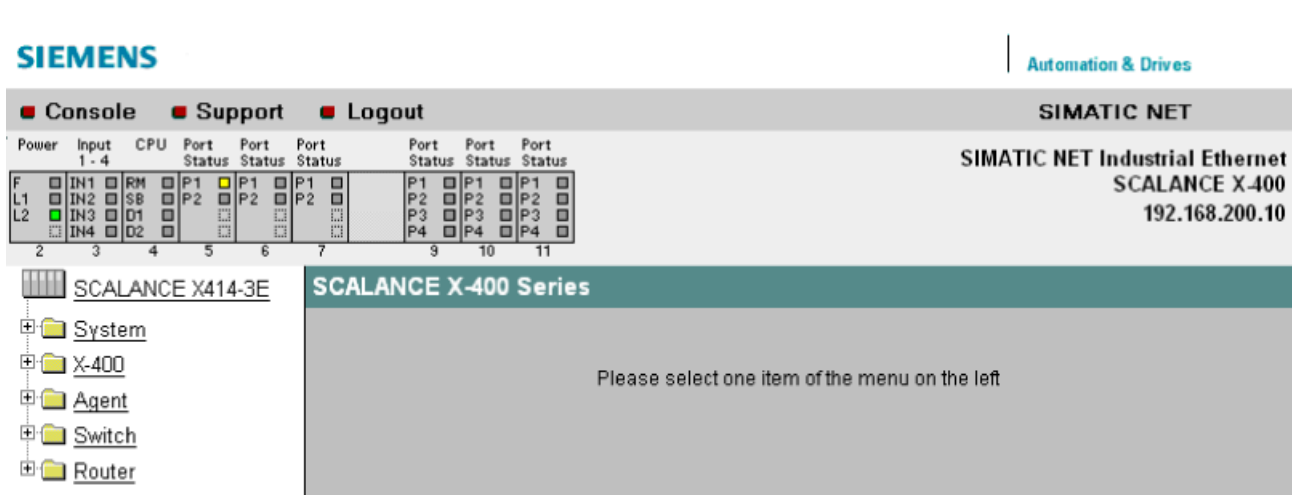 SIEMENS
Automation & Drives
Console Support Logout SIMATIC NET
Power Input CPU Port Port Port Port Port Port
1 - 4 Status Status Status Status Status Status
F IN1 RM P1 P1 P1 P1 P1 P1
L1 IN2 SB P2 P2 P2 P2 P2 P2
L2 IN3 D1 P3 P3 P3
IN4 D2 P4 P4 P4
2 3 4 5 6 7 9 10 11
SIMATIC NET Industrial Ethernet
SCALANCE X-400
192.168.200.10
SCALANCE X414-3E
System
X-400
Agent
Switch
Router
SCALANCE X-400 Series
Please select one item of the menu on the left